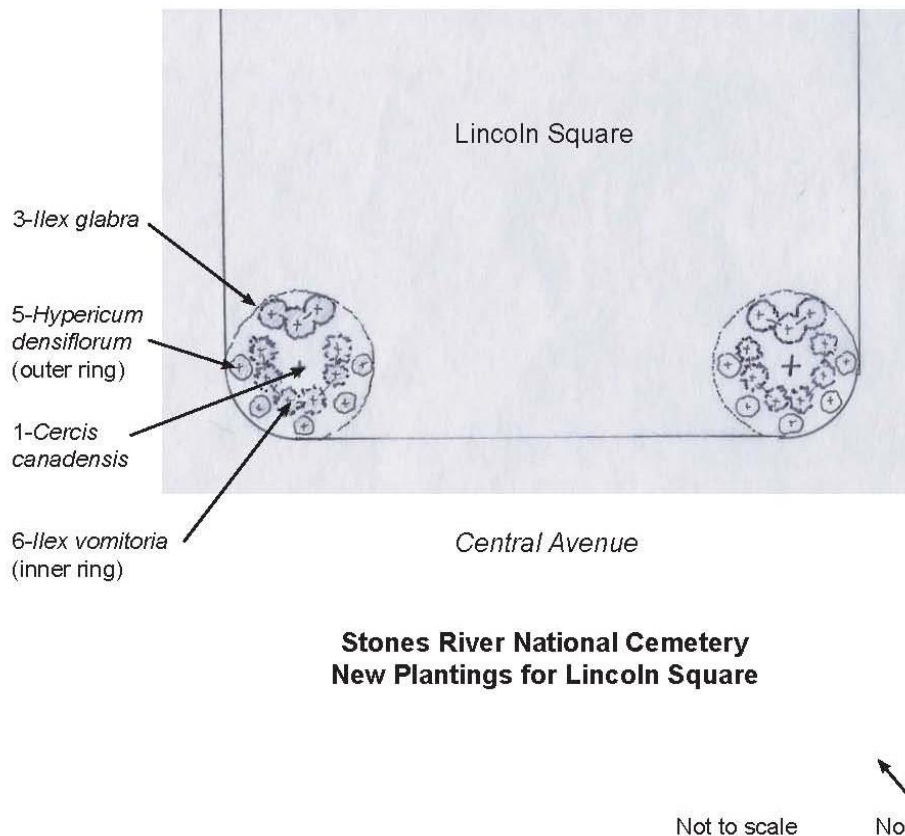 Lincoln Square
3-Ilex glabra
5-Hypericum
densiflorum
(outer ring)
1-Cercis
canadensis
6-Ilex vomitoria
(inner ring)
Central Avenue
Stones River National Cemetery
New Plantings for Lincoln Square
Not to scale
No